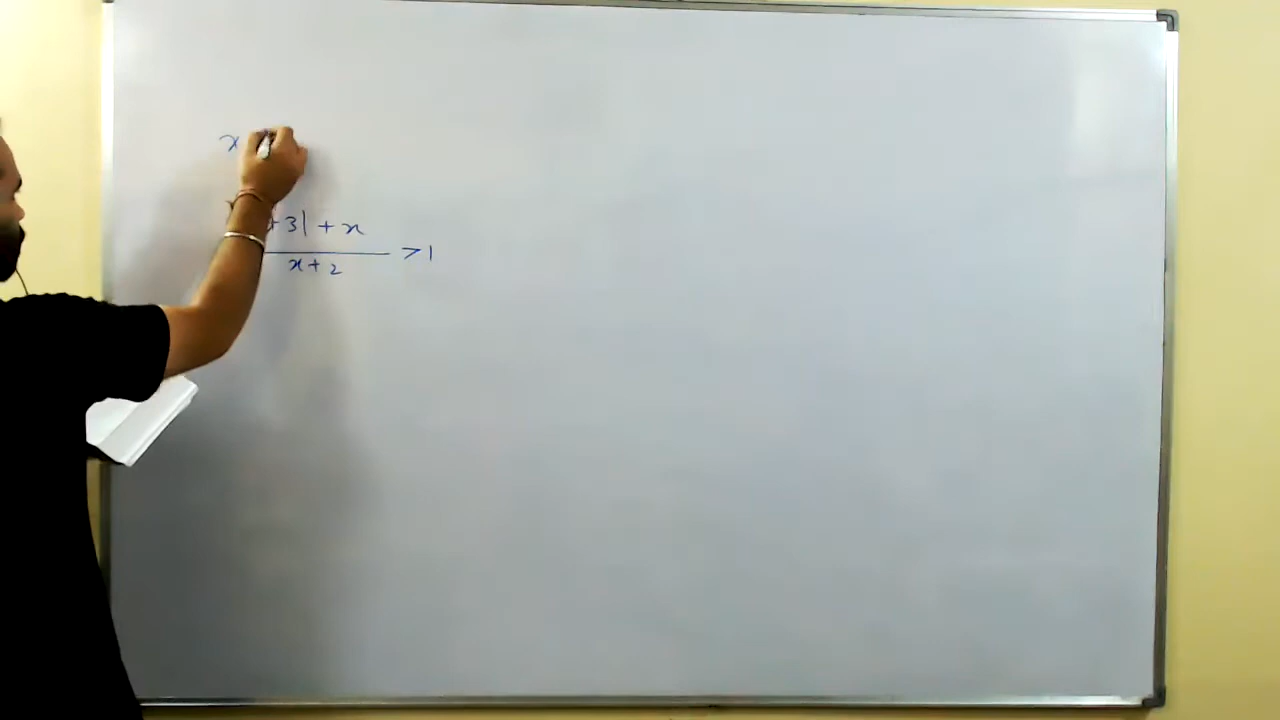 x
+ 3| + x
x + 2 > 1